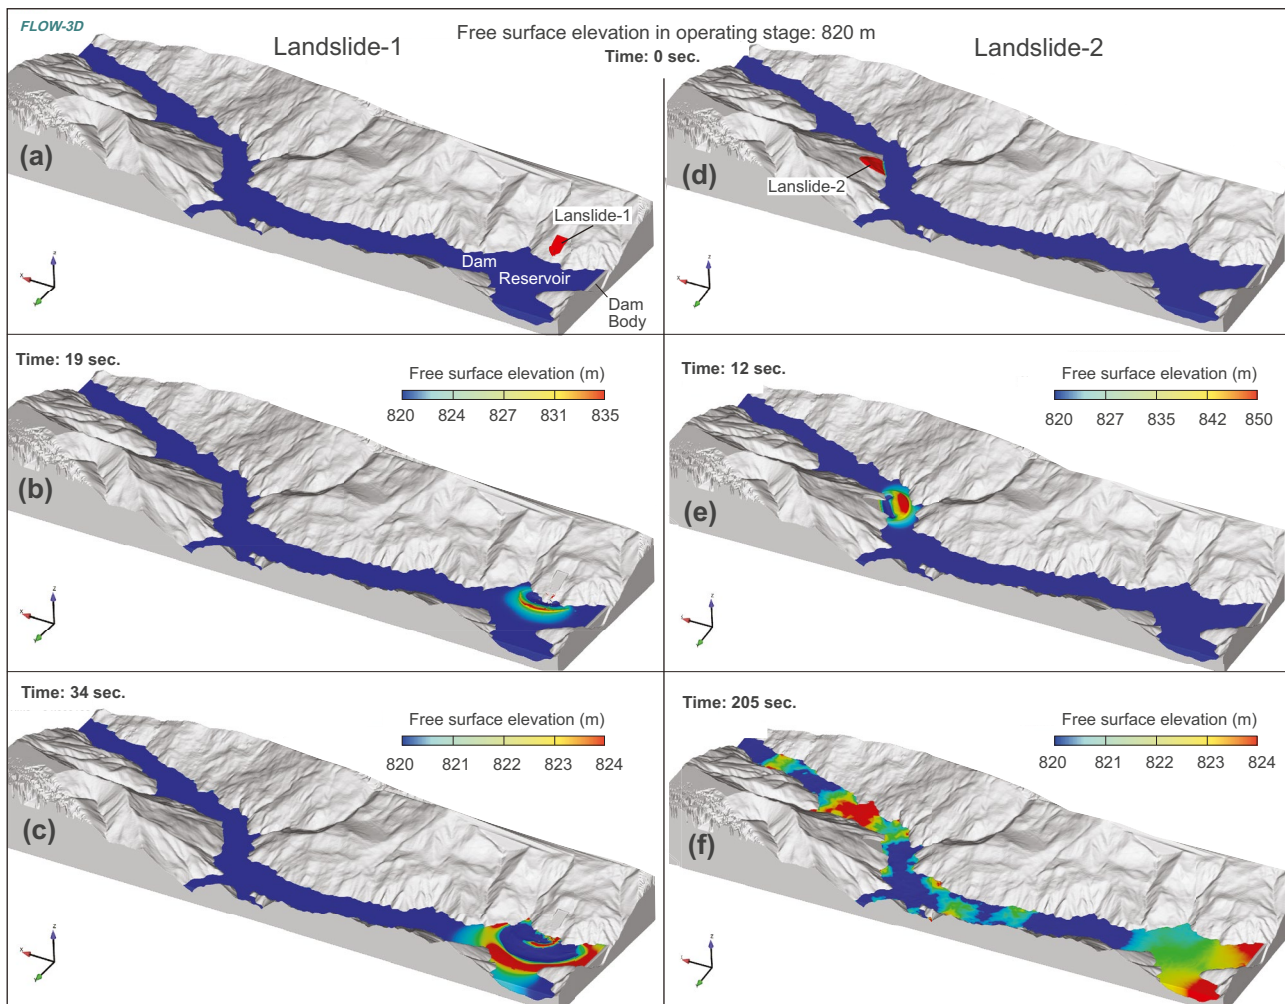 FLOW-3D
Landslide-1
Free surface elevation in operating stage: 820 m
Time: 0 sec.
Landslide-2
(a)
Lanslide-1
Dam
Reservoir
Dam
Body
x
z
(d)
Lanslide-2
z
Time: 19 sec.
Free surface elevation (m)
820 824 827 831 835
(b)
x
z
Time: 12 sec.
Free surface elevation (m)
820 827 835 842 850
(e)
z
Time: 34 sec.
Free surface elevation (m)
820 821 822 823 824
(c)
x
z
Time: 205 sec.
Free surface elevation (m)
820 821 822 823 824
(f)
x
z